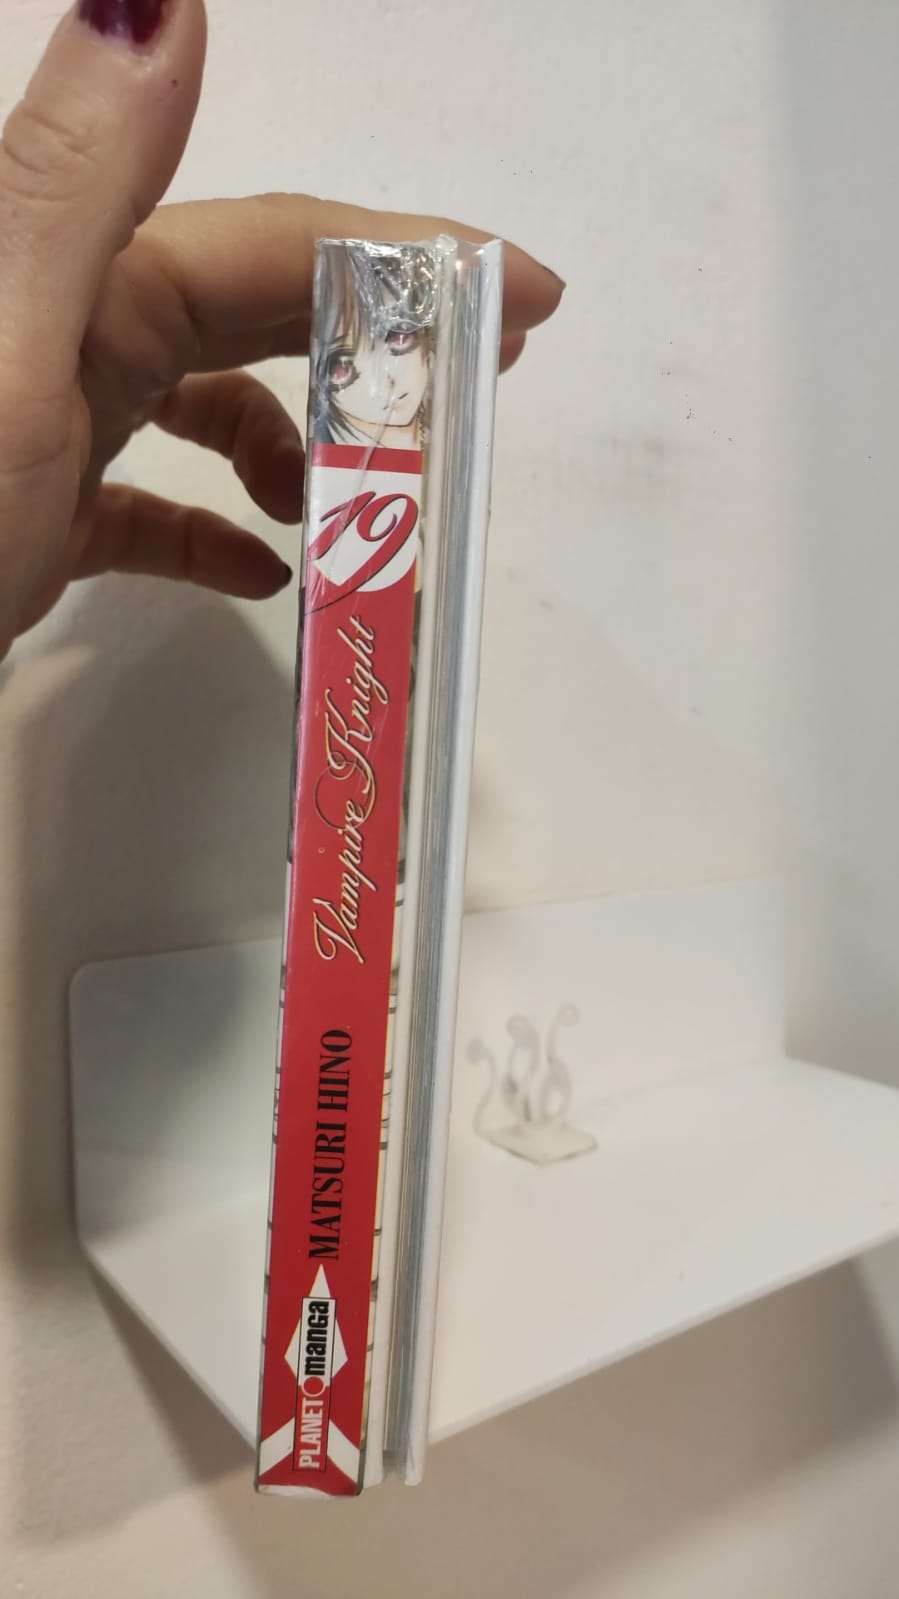 19
Vampire Knight
MATSURI HINO
PLANET manga